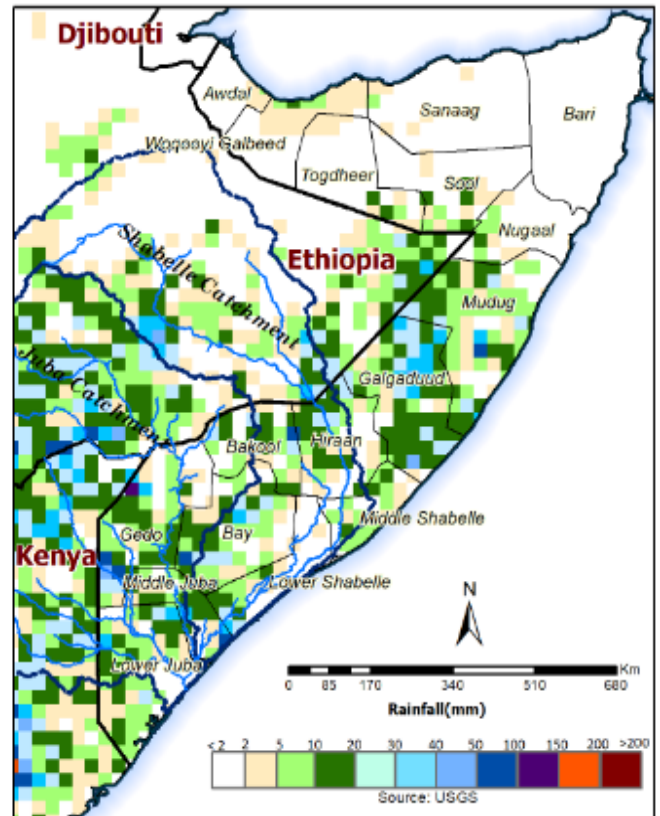 Djibouti
Awdal
Sanaag
Bari
Woqooyi Galbeed
Togdheer
Sool
Nugaal
Ethiopia
Shabelle Catchment
Mudug
Juba Catchment
Galgaduud
Bakool
Hiraan
Middle Shabelle
Gedo
Bay
Kenya
Middle Juba
Lower Shabelle
Lower Juba
N
Km
0 85 170 340 510 680
Rainfall(mm)
< 2 2 5 10 20 30 40 50 100 150 200 >200
Source: USGS